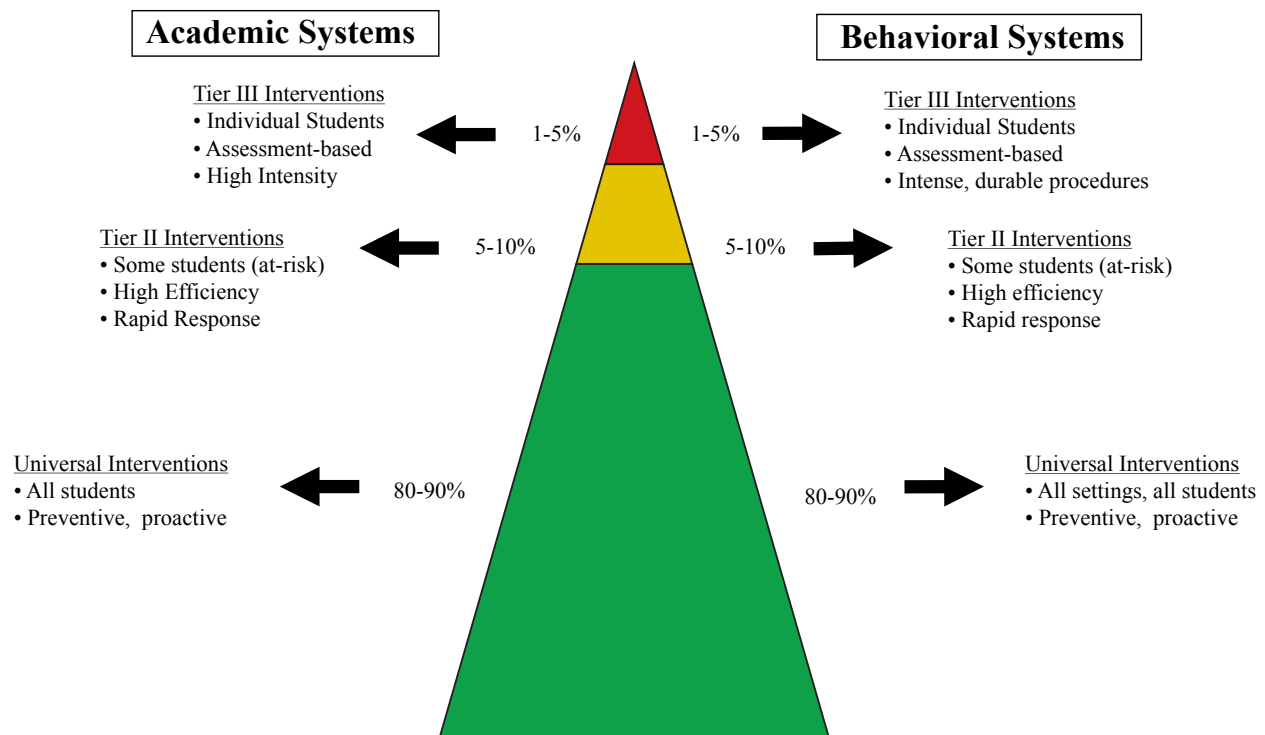 Academic Systems
Tier III Interventions
• Individual Students
• Assessment-based
• High Intensity
1-5%
Tier II Interventions
• Some students (at-risk)
• High Efficiency
• Rapid Response
5-10%
Universal Interventions
• All students
• Preventive, proactive
80-90%
Behavioral Systems
1-5%
Tier III Interventions
• Individual Students
• Assessment-based
• Intense, durable procedures
5-10%
Tier II Interventions
• Some students (at-risk)
• High efficiency
• Rapid response
80-90%
Universal Interventions
• All settings, all students
• Preventive, proactive